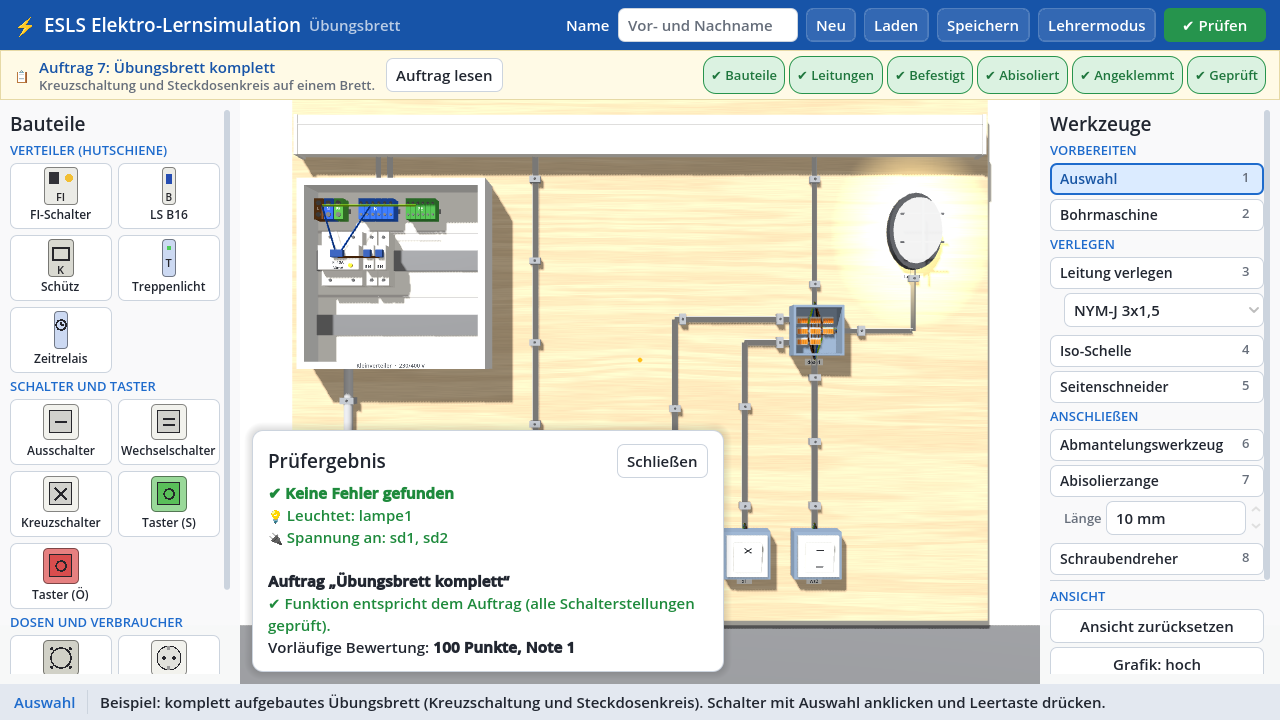 ESLS Elektro-Lernsimulation Übungsbrett Name Vor- und Nachname Neu Laden Speichern Lehrermodus ✔ Prüfen
Auftrag 7: Übungsbrett komplett
Kreuzschaltung und Steckdosenkreis auf einem Brett.
Auftrag lesen
✔ Bauteile ✔ Leitungen ✔ Befestigt ✔ Abisoliert ✔ Angeklemmt ✔ Geprüft
Bauteile
VERTEILER (HUTSCHIENE)
FI
FI-Schalter
B
LS B16
K
Schütz
T
Treppenlicht
Zeitrelais
SCHALTER UND TASTER
Ausschalter
Wechselschalter
Kreuzschalter
Taster (S)
Taster (Ö)
DOSEN UND VERBRAUCHER
Kleinverteiler · 230/400 V
Prüfergebnis
Schließen
✔ Keine Fehler gefunden
Leuchtet: lampe1
Spannung an: sd1, sd2
Auftrag „Übungsbrett komplett“
✔ Funktion entspricht dem Auftrag (alle Schalterstellungen
geprüft).
Vorläufige Bewertung: 100 Punkte, Note 1
Werkzeuge
VORBEREITEN
Auswahl 1
Bohrmaschine 2
VERLEGEN
Leitung verlegen 3
NYM-J 3x1,5
Iso-Schelle 4
Seitenschneider 5
ANSCHLIEẞEN
Abmantelungswerkzeug 6
Abisolierzange 7
Länge 10 mm
Schraubendreher 8
ANSICHT
Ansicht zurücksetzen
Grafik: hoch
Auswahl Beispiel: komplett aufgebautes Übungsbrett (Kreuzschaltung und Steckdosenkreis). Schalter mit Auswahl anklicken und Leertaste drücken.